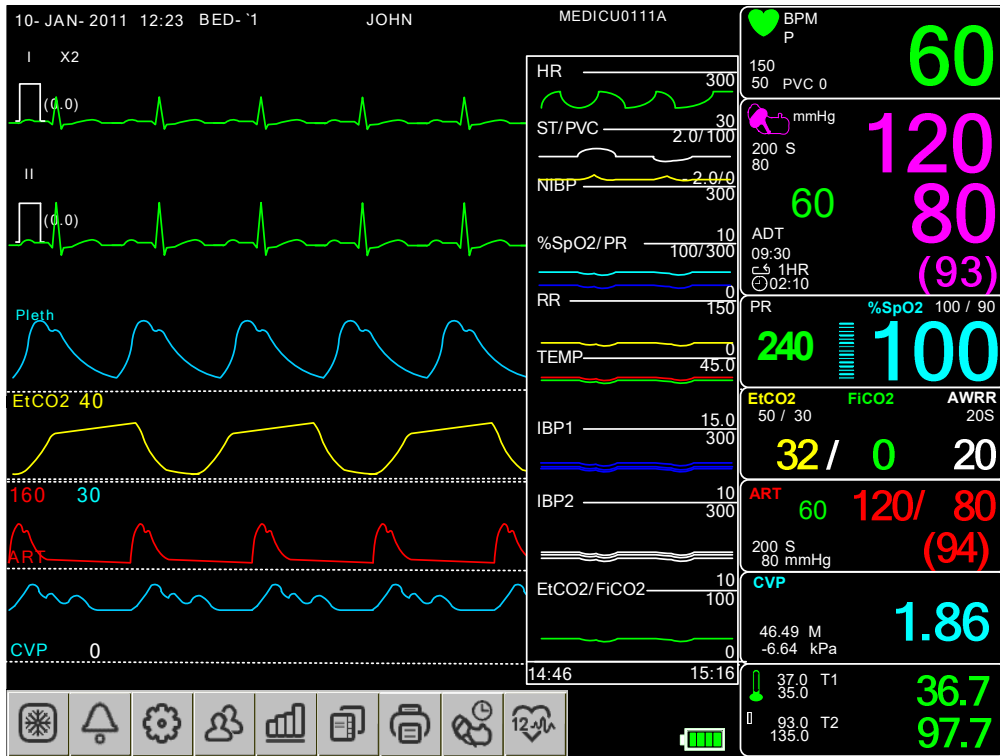 10- JAN- 2011 12:23 BED- `1 JOHN MEDICU0111A
I X2
(0.0)
II
(0.0)
Pleth
EtCO2 40
160 30
ART
CVP 0
HR 300
30
ST/PVC 2.0/100
- 2.0/0
NIBP 300
10
%SpO2/PR 100/300
0
RR 150
0
TEMP 45.0
15.0
IBP1 300
10
IBP2 300
10
EtCO2/FiCO2 100
0
14:46 15:16
BPM
P
60
150
50 PVC 0
mmHg
120
200 S
80
60
80
ADT
09:30
1HR
02:10
(93)
PR %SpO2 100 / 90
240 100
EtCO2 FiCO2 AWRR
50 / 30 20S
32 / 0 20
ART
60 120/ 80
200 S
80 mmHg
(94)
CVP
1.86
46.49 M
-6.64 kPa
37.0 T1
35.0
36.7
93.0 T2
135.0
97.7
12